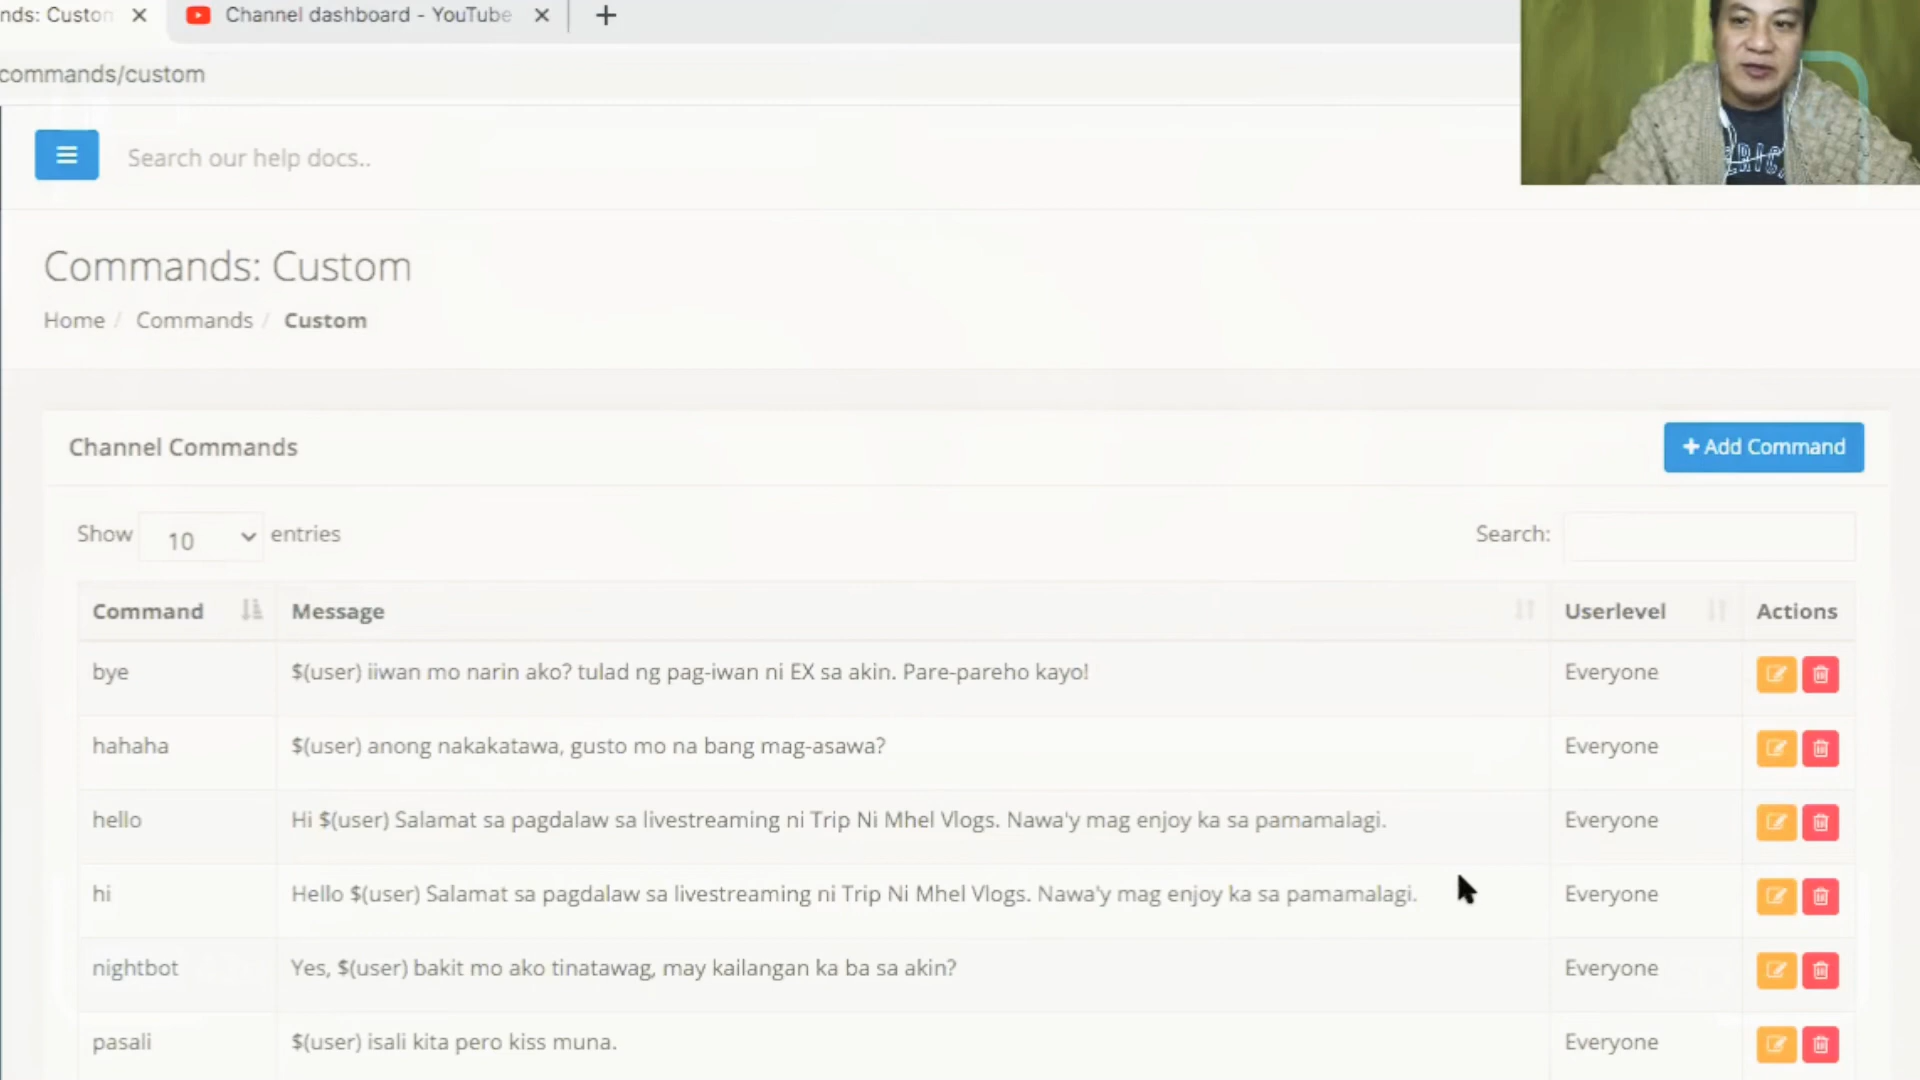 nds: Custom
Channel dashboard - YouTube
commands/custom
Search our help docs..
Commands: Custom
Home / Commands / Custom
Channel Commands
+ Add Command
Show 10 entries
Search:
Command Message Userlevel Actions
bye $(user) iiwan mo narin ako? tulad ng pag-iwan ni EX sa akin. Pare-pareho kayo! Everyone
hahaha $(user) anong nakakatawa, gusto mo na bang mag-asawa? Everyone
hello Hi $(user) Salamat sa pagdalaw sa livestreaming ni Trip Ni Mhel Vlogs. Nawa'y mag enjoy ka sa pamamalagi. Everyone
hi Hello $(user) Salamat sa pagdalaw sa livestreaming ni Trip Ni Mhel Vlogs. Nawa'y mag enjoy ka sa pamamalagi. Everyone
nightbot Yes, $(user) bakit mo ako tinatawag, may kailangan ka ba sa akin? Everyone
pasali $(user) isali kita pero kiss muna. Everyone